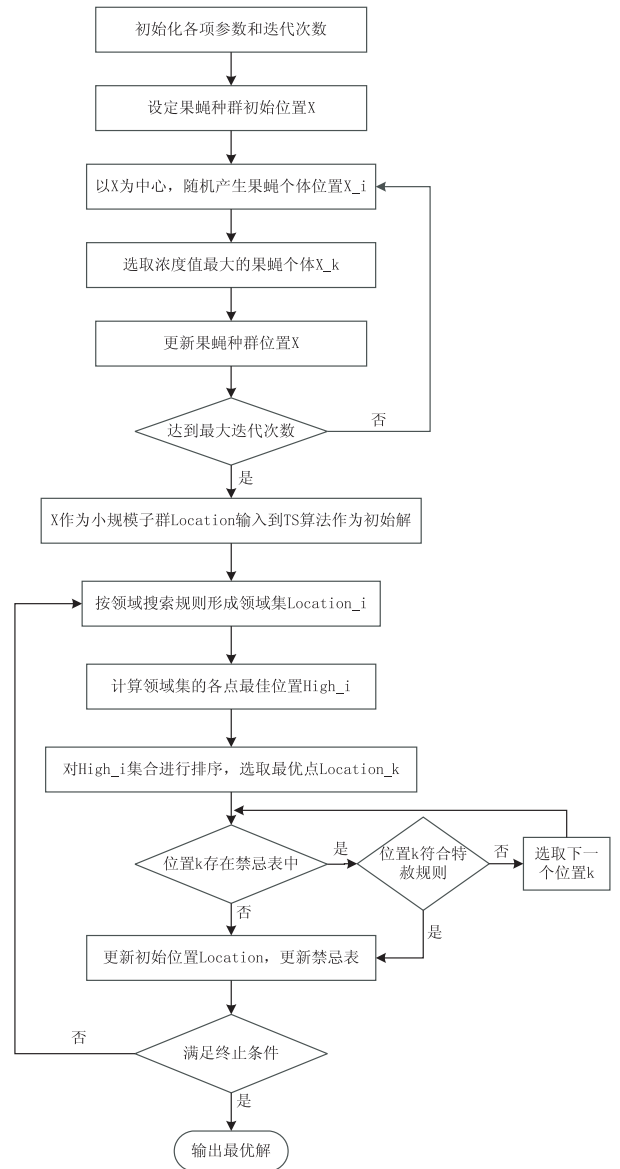 初始化各项参数和迭代次数
设定果蝇种群初始位置X
以X为中心，随机产生果蝇个体位置X_i
选取浓度值最大的果蝇个体X_k
更新果蝇种群位置X
达到最大迭代次数
否
是
X作为小规模子群Location输入到TS算法作为初始解
按领域搜索规则形成领域集Location_i
计算领域集的各点最佳位置High_i
对High_i集合进行排序，选取最优点Location_k
位置k存在禁忌表中
是
位置k符合特
赦规则
否
选取下一
个位置k
否
是
更新初始位置Location，更新禁忌表
否
满足终止条件
是
输出最优解